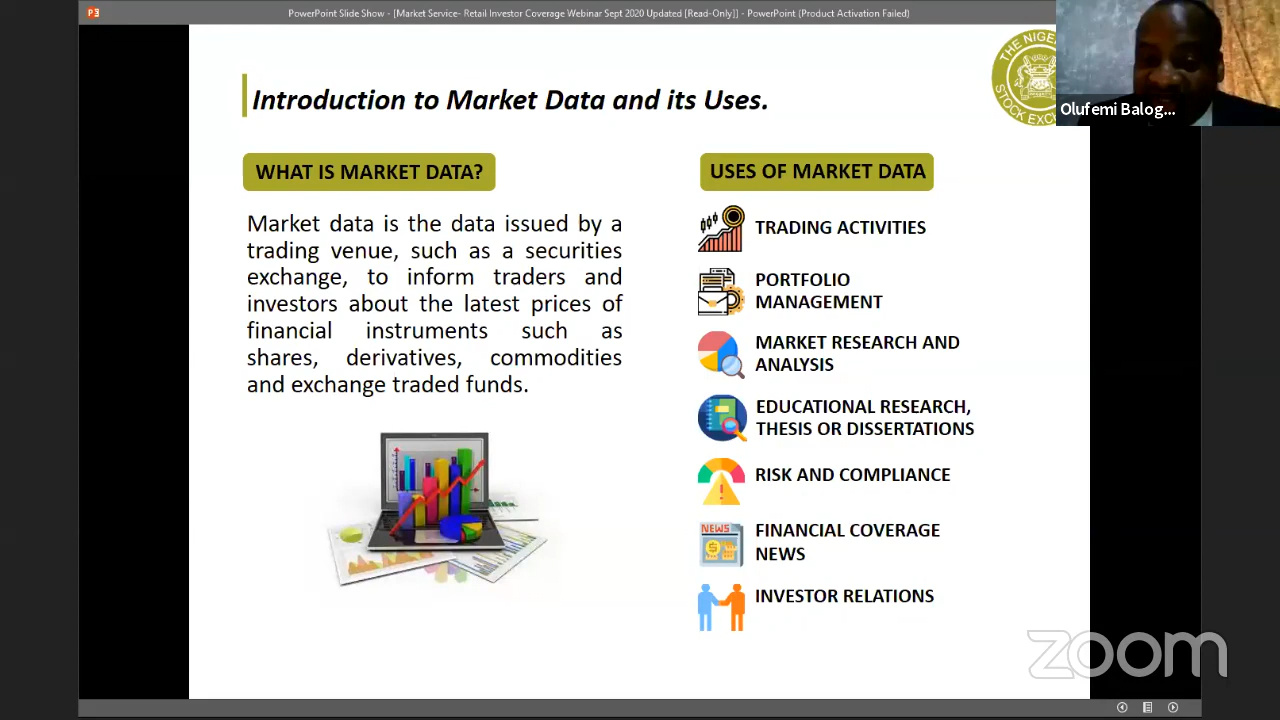 PowerPoint Slide Show - [Market Service- Retail Investor Coverage Webinar Sept 2020 Updated [Read-Only]] - PowerPoint (Product Activation Failed)
Introduction to Market Data and its Uses.
THE NIGE
STOCK EXC
Olufemi Balog...
WHAT IS MARKET DATA?
Market data is the data issued by a
trading venue, such as a securities
exchange, to inform traders and
investors about the latest prices of
financial instruments such as
shares, derivatives, commodities
and exchange traded funds.
USES OF MARKET DATA
TRADING ACTIVITIES
PORTFOLIO
MANAGEMENT
MARKET RESEARCH AND
ANALYSIS
EDUCATIONAL RESEARCH,
THESIS OR DISSERTATIONS
RISK AND COMPLIANCE
NEWS
FINANCIAL COVERAGE
NEWS
INVESTOR RELATIONS
zoom